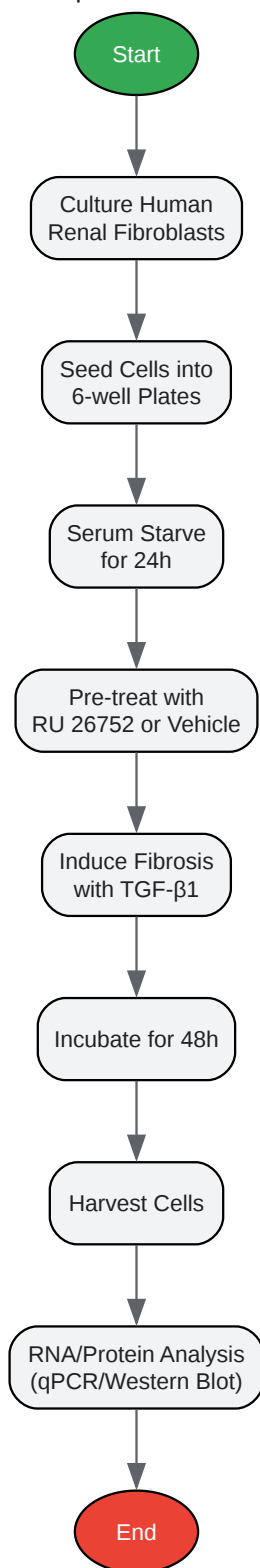 Start
Culture Human
Renal Fibroblasts
Seed Cells into
6-well Plates
Serum Starve
for 24h
Pre-treat with
RU 26752 or Vehicle
Induce Fibrosis
with TGF-β1
Incubate for 48h
Harvest Cells
RNA/Protein Analysis
(qPCR/Western Blot)
End